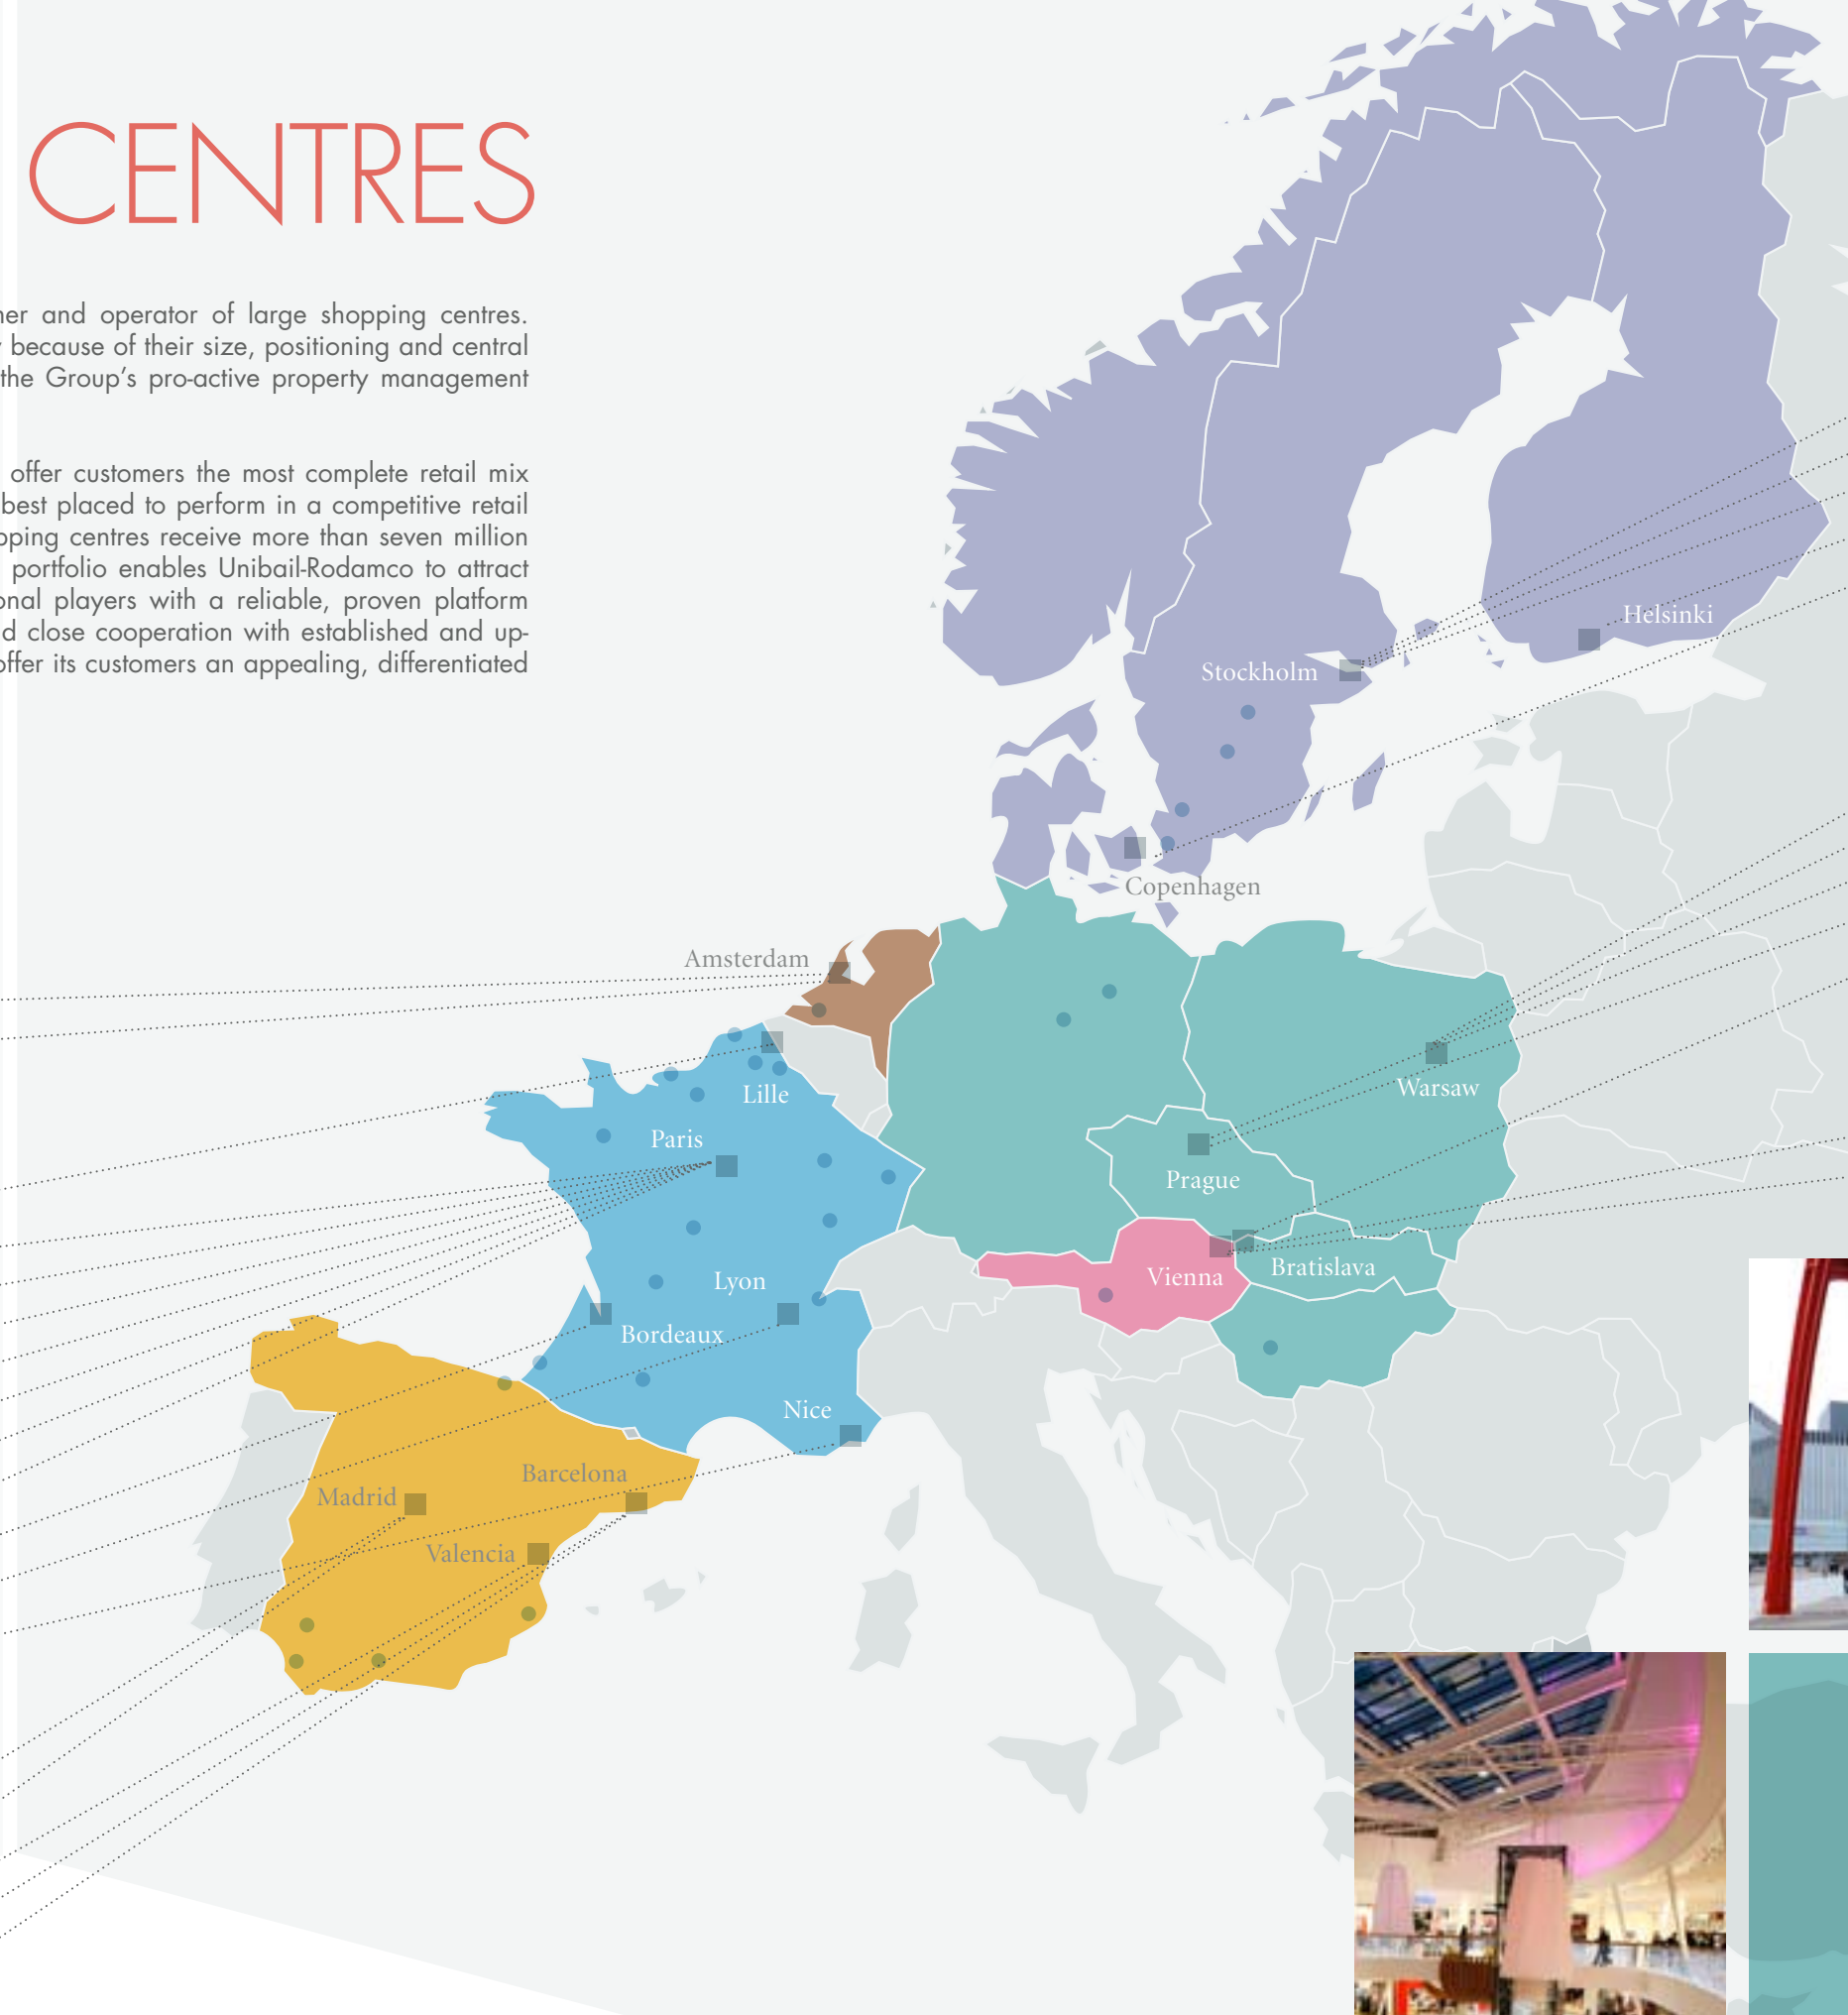 CENTRES
and operator of large shopping centres.
because of their size, positioning and central
the Group's pro-active property management
offer customers the most complete retail mix
best placed to perform in a competitive retail
centres receive more than seven million
portfolio enables Unibail-Rodamco to attract
players with a reliable, proven platform
close cooperation with established and up-
offer its customers an appealing, differentiated
Helsinki
Stockholm
Copenhagen
Amsterdam
Warsaw
Lille
Paris
Prague
Vienna
Bratislava
Lyon
Bordeaux
Nice
Barcelona
Madrid
Valencia